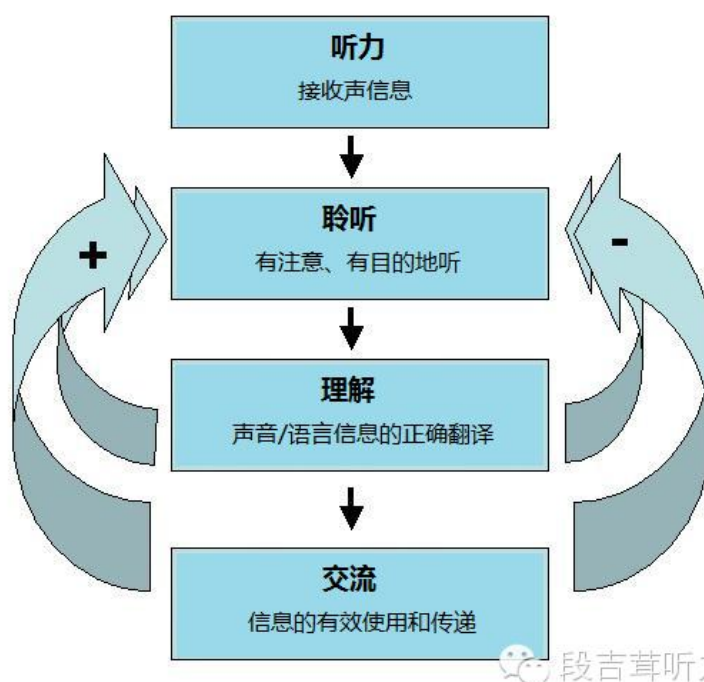 听力
接收声信息
聆听
有注意、有目的地听
+
-
理解
声音/语言信息的正确翻译
交流
信息的有效使用和传递
段吉茸听力